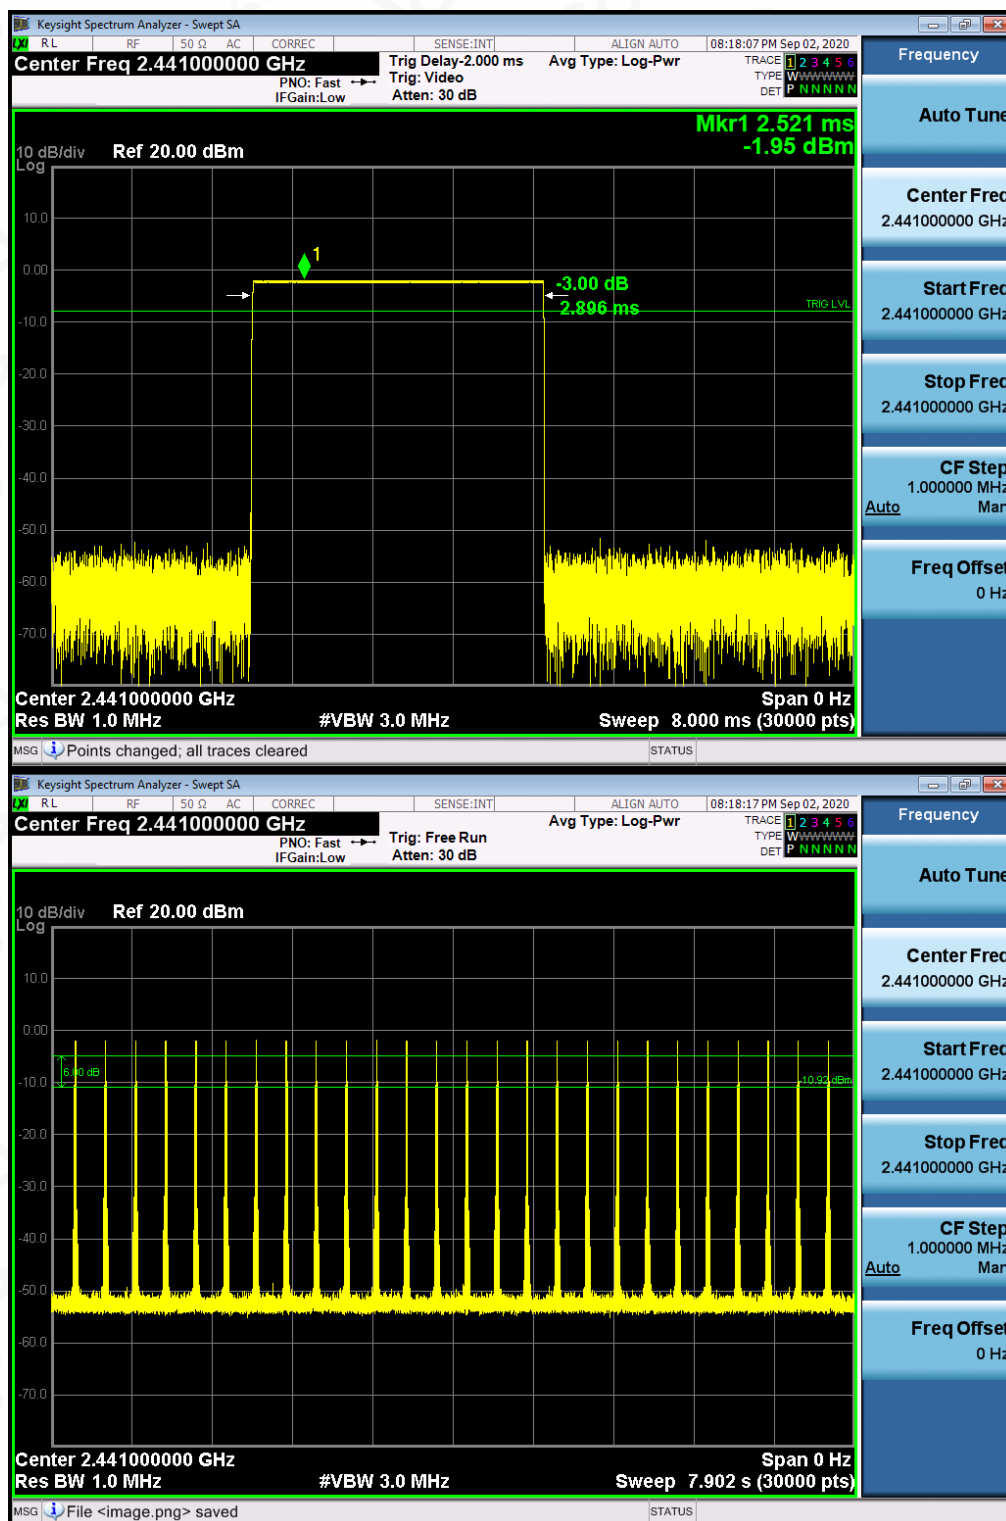 Keysight Spectrum Analyzer - Swept SA
LXI RL RF 50 Ω AC CORREC SENSE:INT ALIGN AUTO 08:18:07 PM Sep 02, 2020
Center Freq 2.441000000 GHz
PNO: Fast
IFGain:Low
Trig Delay-2.000 ms
Trig: Video
Atten: 30 dB
Avg Type: Log-Pwr
TRACE 1 2 3 4 5 6
TYPE WWWWWW
DET P N N N N N
Mkr1 2.521 ms
-1.95 dBm
10 dB/div Ref 20.00 dBm
Log
10.0
0.00
-10.0
-20.0
-30.0
-40.0
-50.0
-60.0
-70.0
1
-3.00 dB
2.896 ms
TRIG LVL
Center 2.441000000 GHz Span 0 Hz
Res BW 1.0 MHz #VBW 3.0 MHz Sweep 8.000 ms (30000 pts)
MSG Points changed; all traces cleared STATUS
Frequency
Auto Tune
Center Freq
2.441000000 GHz
Start Freq
2.441000000 GHz
Stop Freq
2.441000000 GHz
CF Step
1.000000 MHz
Auto Man
Freq Offset
0 Hz
Keysight Spectrum Analyzer - Swept SA
LXI RL RF 50 Ω AC CORREC SENSE:INT ALIGN AUTO 08:18:17 PM Sep 02, 2020
Center Freq 2.441000000 GHz
PNO: Fast
IFGain:Low
Trig: Free Run
Atten: 30 dB
Avg Type: Log-Pwr
TRACE 1 2 3 4 5 6
TYPE WWWWWW
DET P N N N N N
10 dB/div Ref 20.00 dBm
Log
10.0
0.00
-10.0
-20.0
-30.0
-40.0
-50.0
-60.0
-70.0
6.00 dB
-10.92 dBm
Center 2.441000000 GHz Span 0 Hz
Res BW 1.0 MHz #VBW 3.0 MHz Sweep 7.902 s (30000 pts)
MSG File <image.png> saved STATUS
Frequency
Auto Tune
Center Freq
2.441000000 GHz
Start Freq
2.441000000 GHz
Stop Freq
2.441000000 GHz
CF Step
1.000000 MHz
Auto Man
Freq Offset
0 Hz